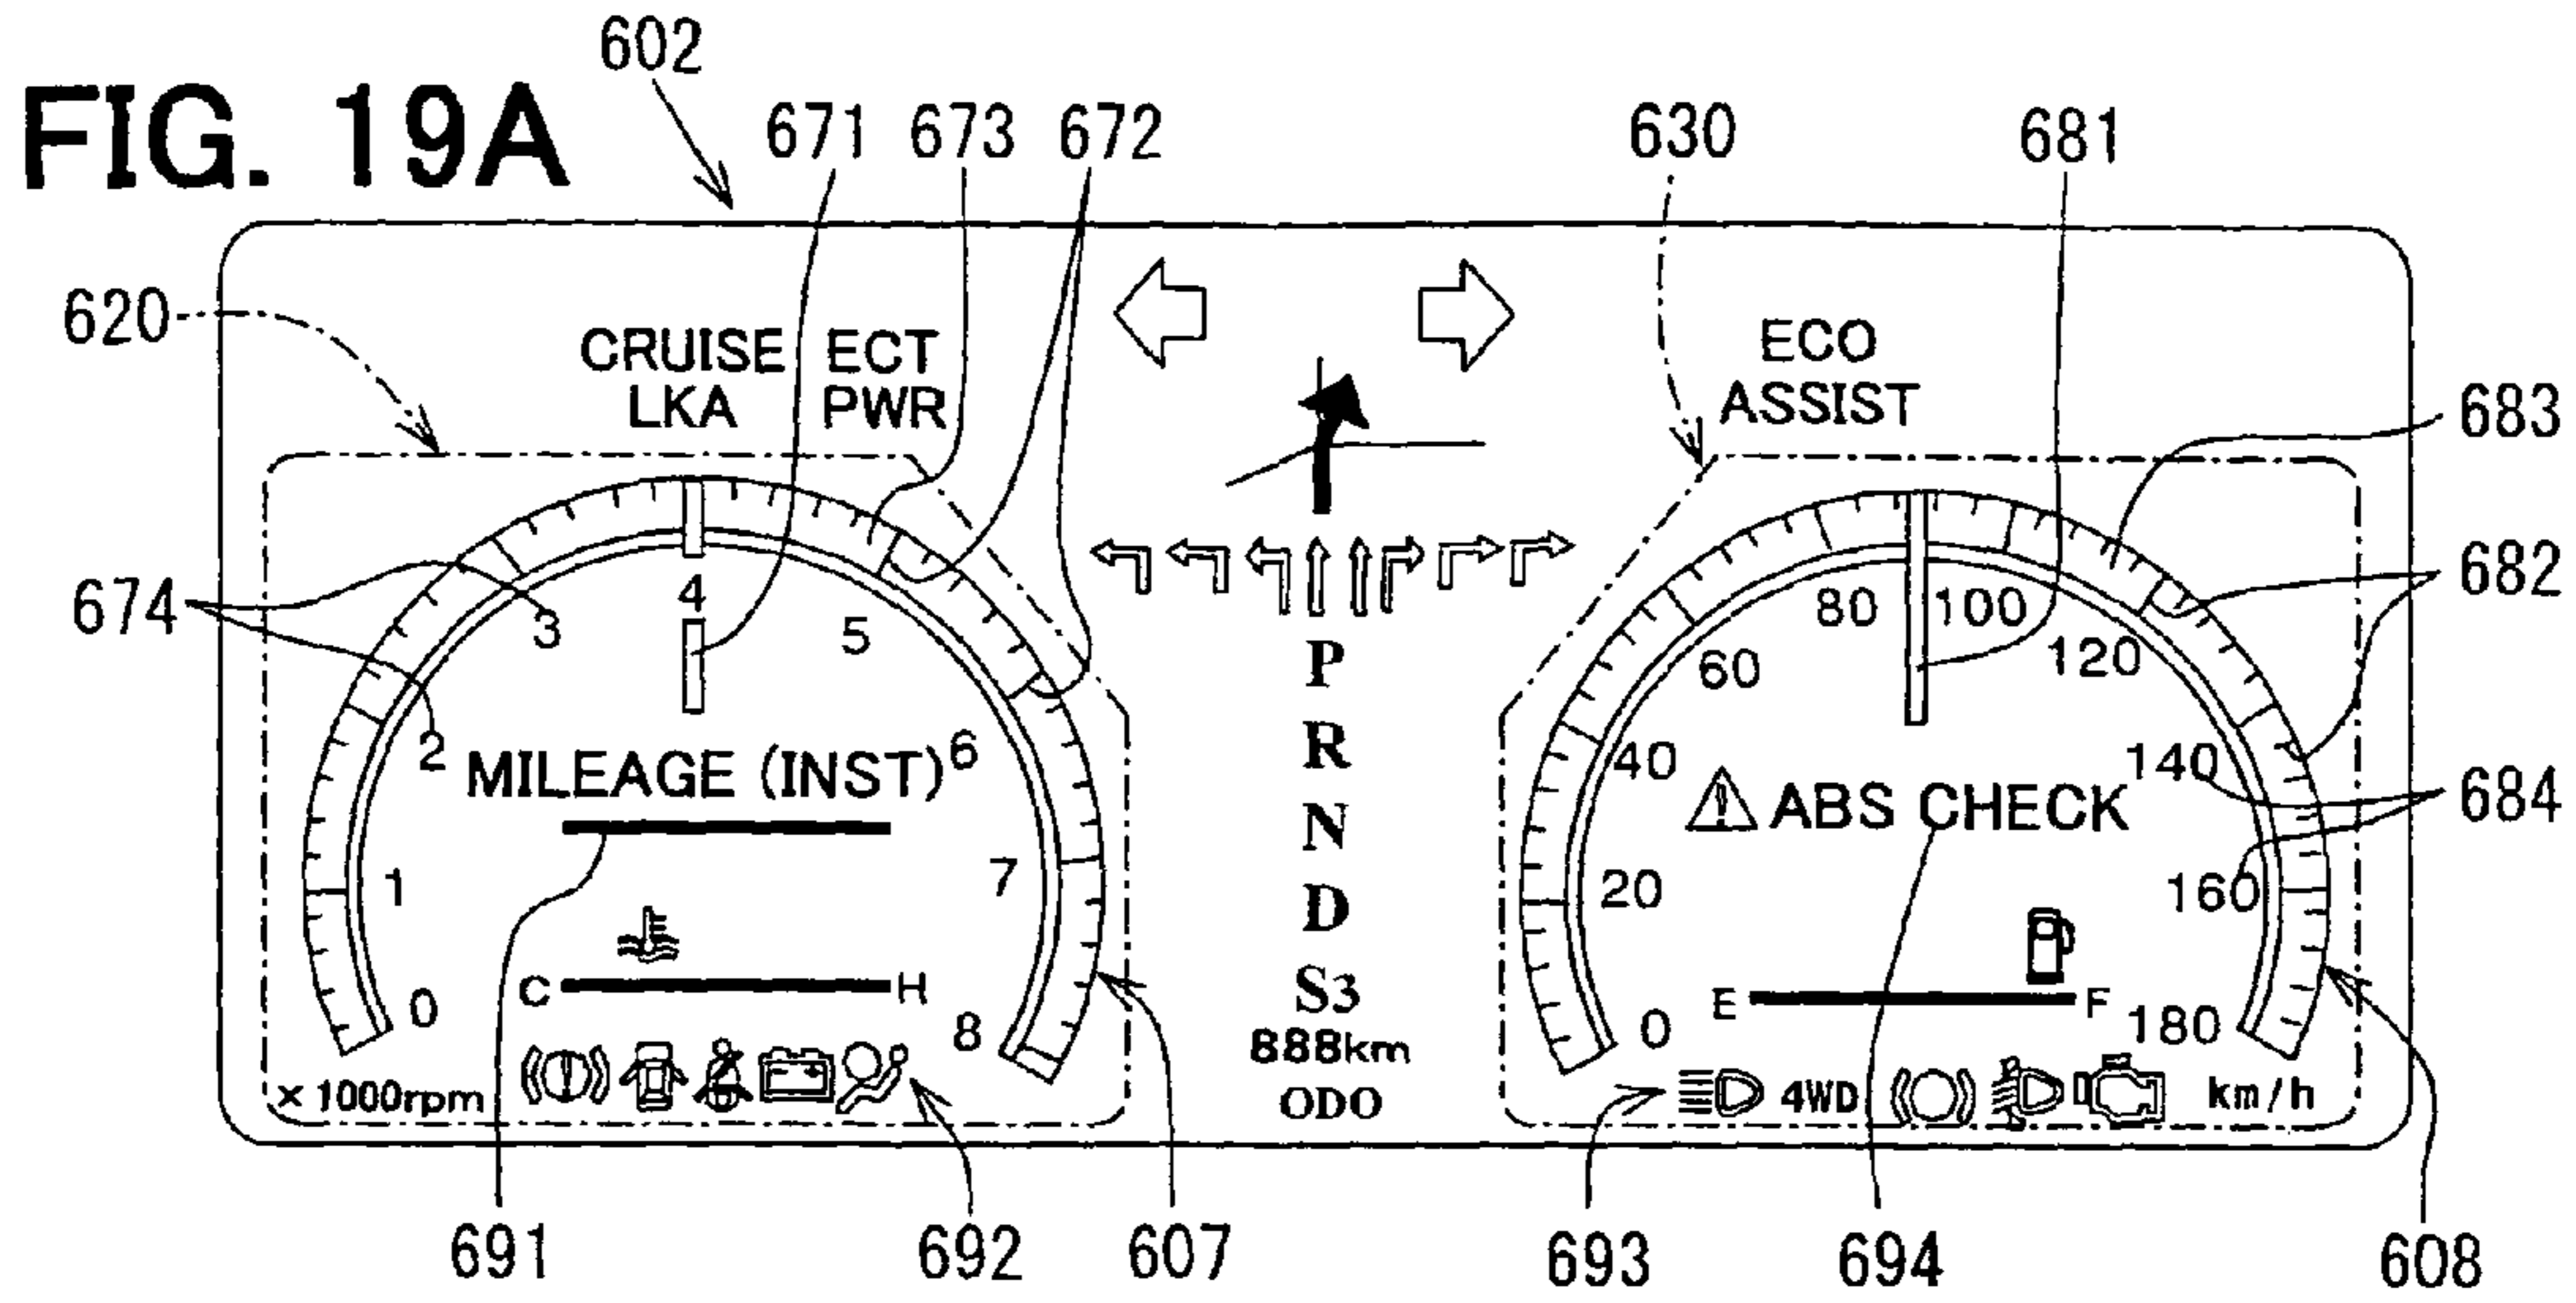 FIG. 19A
602
671 673 672
630
681
620
CRUISE ECT
LKA PWR
ECO
ASSIST
683
682
674
684
0
1
2
3
4
5
6
7
8
MILEAGE (INST)
C H
× 1000rpm
P
R
N
D
S3
888km
ODO
0
20
40
60
80
100
120
140
160
180
ABS CHECK
E F
4WD
km/h
691
692
607
693
694
608